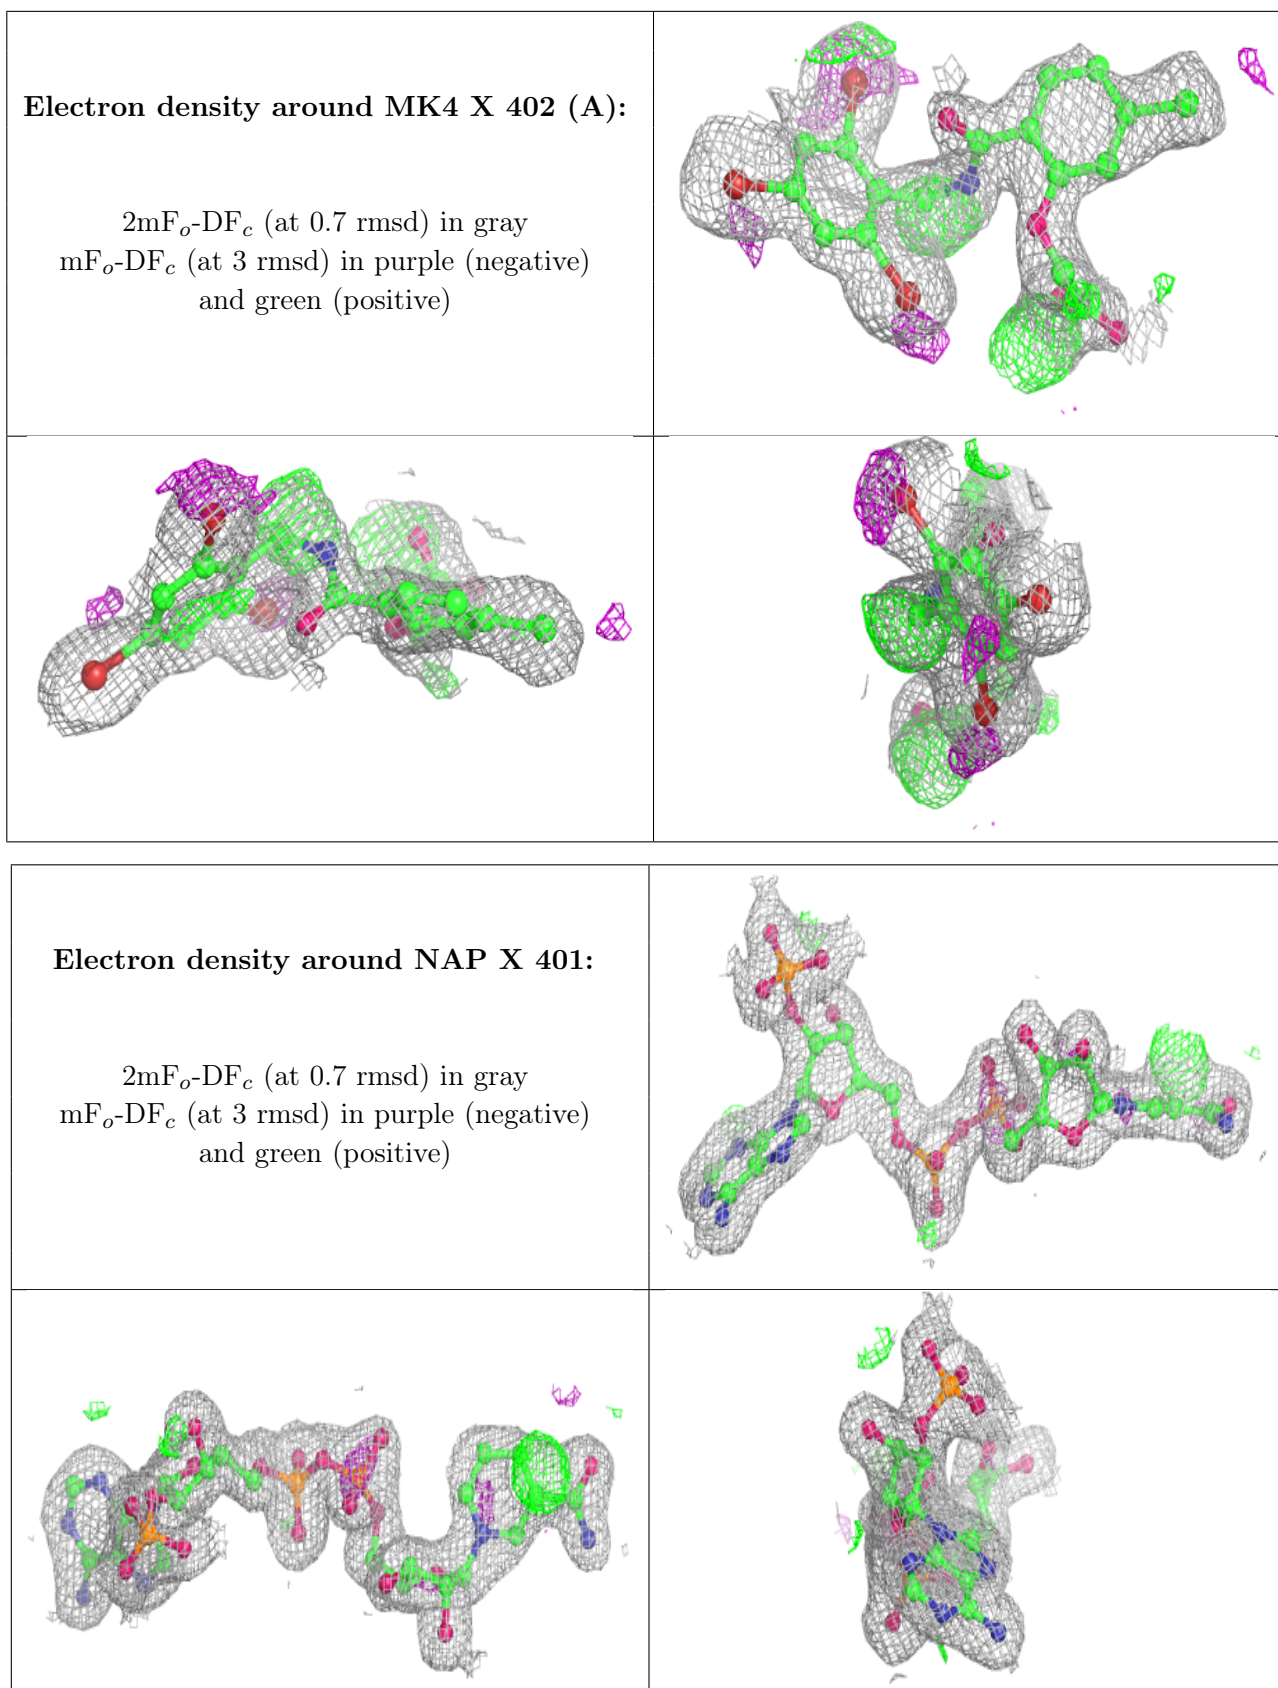 Electron density around MK4 X 402 (A):
2mFo-DFc (at 0.7 rmsd) in gray
mFo-DFc (at 3 rmsd) in purple (negative)
and green (positive)
Electron density around NAP X 401:
2mFo-DFc (at 0.7 rmsd) in gray
mFo-DFc (at 3 rmsd) in purple (negative)
and green (positive)